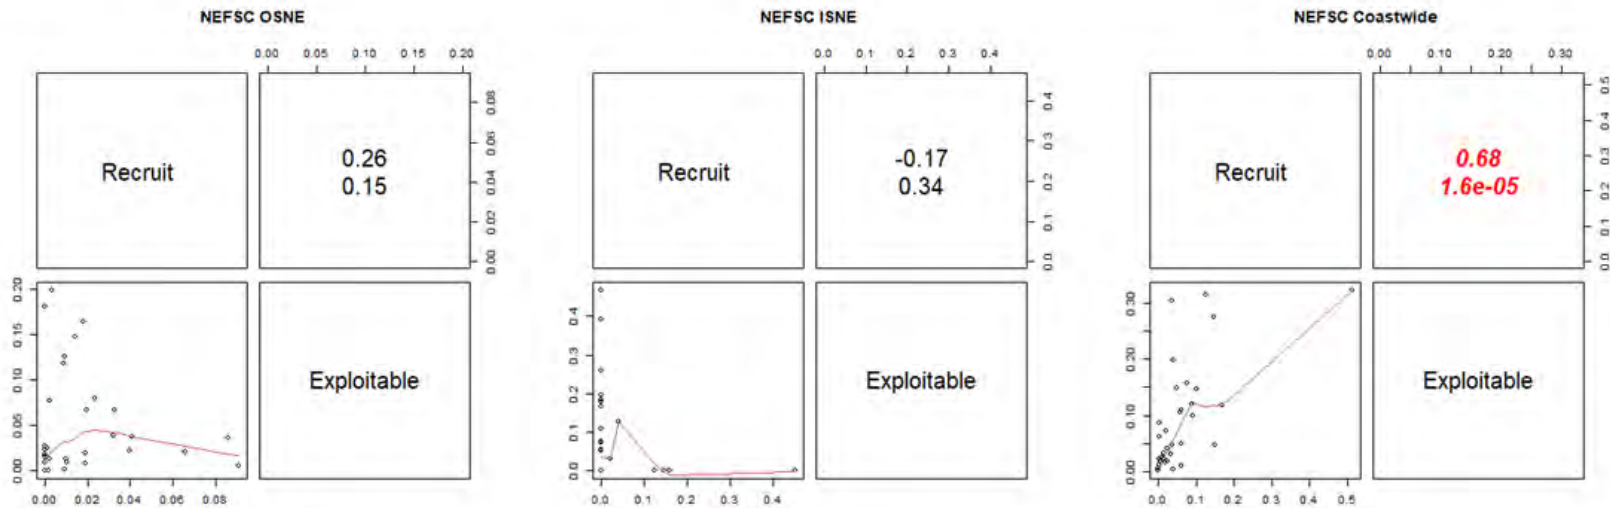 NEFSC OSNE
0.00 0.05 0.10 0.15 0.20
Recruit
0.26
0.15
0.00 0.02 0.04 0.06 0.08
0.00 0.05 0.10 0.15 0.20
Exploitable
0.00 0.02 0.04 0.06 0.08
NEFSC ISNE
0.0 0.1 0.2 0.3 0.4
Recruit
-0.17
0.34
0.0 0.1 0.2 0.3 0.4
0.0 0.1 0.2 0.3 0.4
Exploitable
0.0 0.1 0.2 0.3 0.4
NEFSC Coastwide
0.00 0.10 0.20 0.30
Recruit
0.68
1.6e-05
0.0 0.1 0.2 0.3 0.4 0.5
0.00 0.10 0.20 0.30
Exploitable
0.0 0.1 0.2 0.3 0.4 0.5